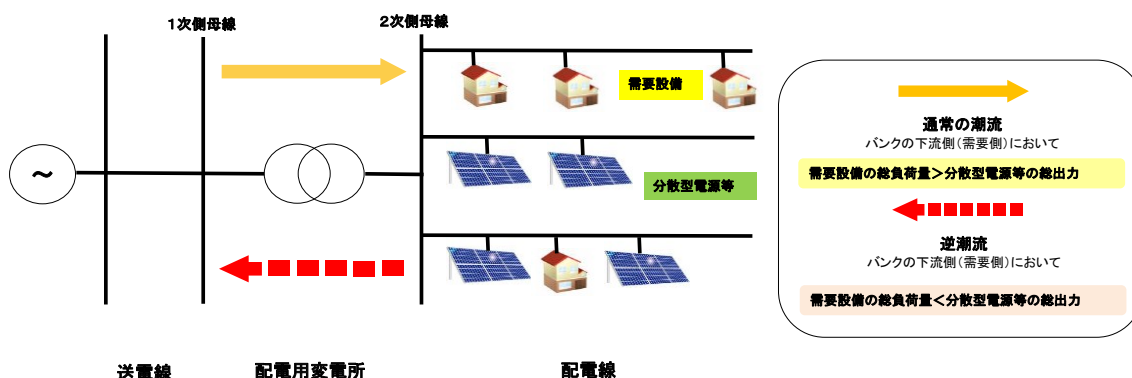 1次側母線
2次側母線
需要設備
~
分散型電源等
送電線
配電用変電所
配電線
通常の潮流
バンクの下流側(需要側)において
需要設備の総負荷量>分散型電源等の総出力
逆潮流
バンクの下流側(需要側)において
需要設備の総負荷量<分散型電源等の総出力